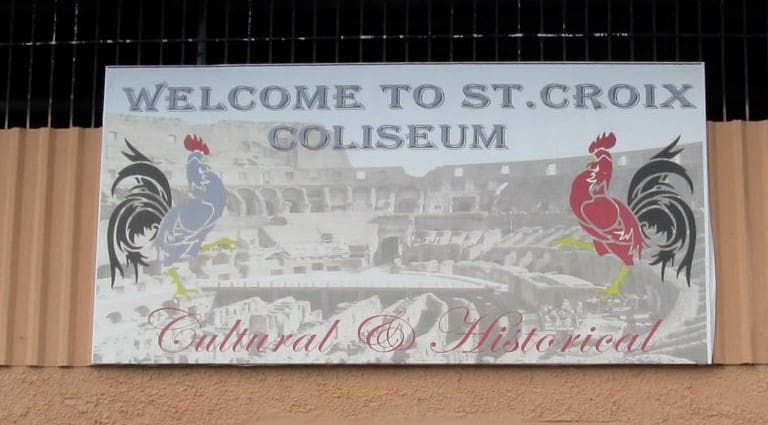 WELCOME TO ST.CROIX
COLISEUM
Cultural & Historical